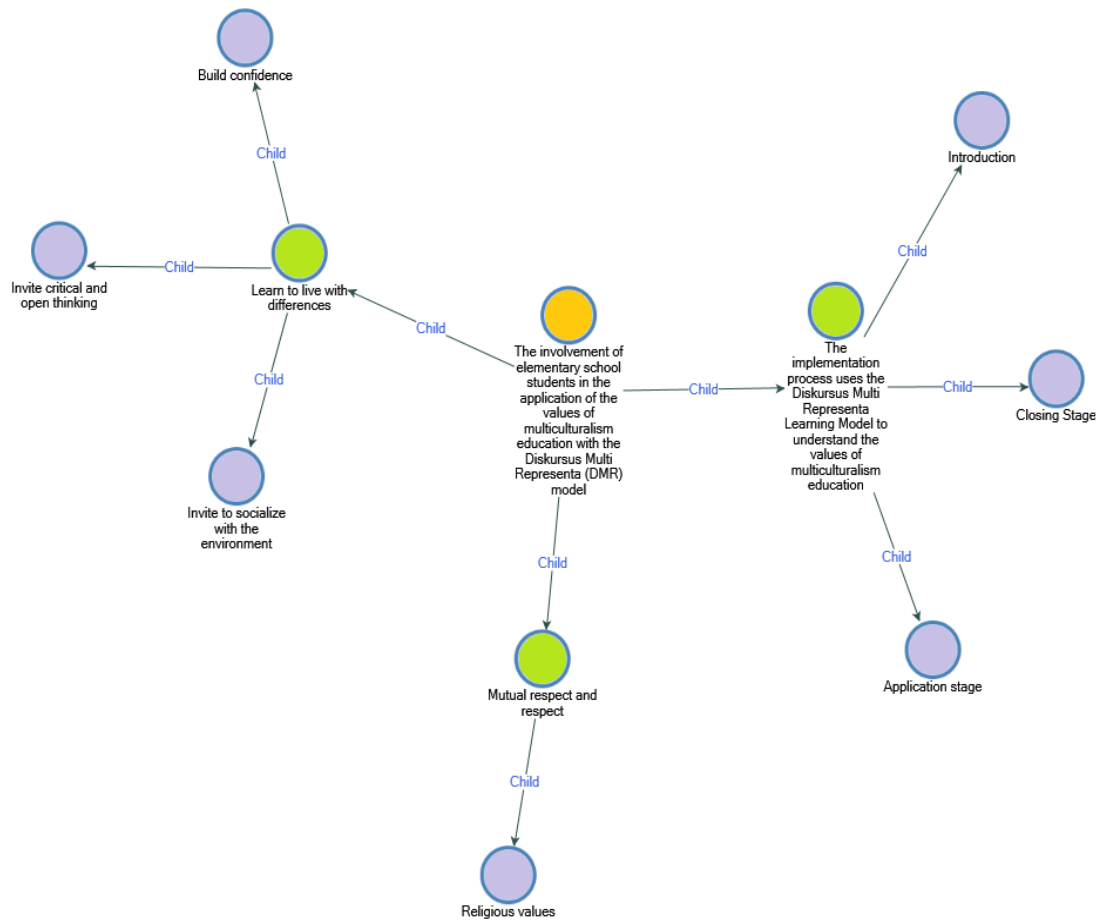 Build confidence
Child
Introduction
Child
Invite critical and
open thinking
Child
Learn to live with
differences
Child
The involvement of
elementary school
students in the
application of the
values of
multiculturalism
education with the
Diskursus Multi
Representa (DMR)
model
Child
The
implementation
process uses the
Diskursus Multi
Representa
Learning Model to
understand the
values of
multiculturalism
education
Child
Closing Stage
Child
Invite to socialize
with the
environment
Child
Child
Application stage
Mutual respect and
respect
Child
Religious values